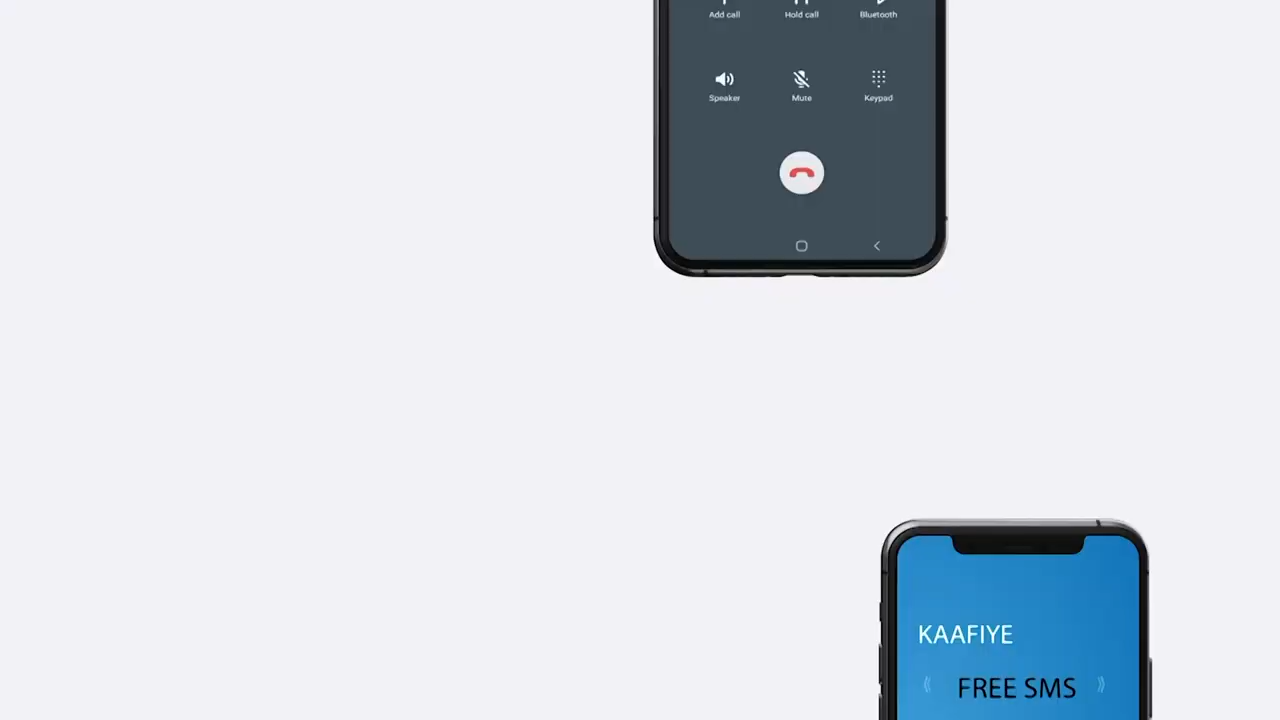 Add call Hold call Bluetooth
Speaker Mute Keypad
KAAFIYE
FREE SMS